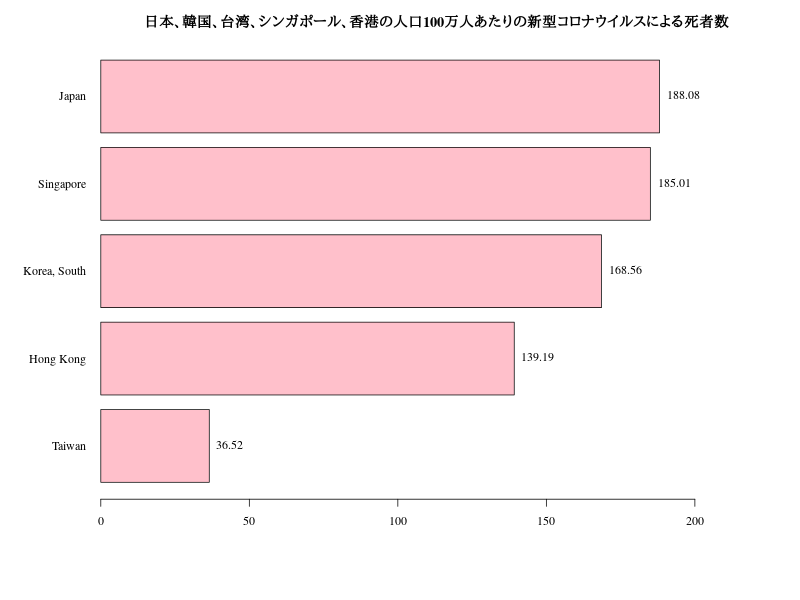 日本、韓国、台湾、シンガポール、香港の人口100万人あたりの新型コロナウイルスによる死者数
Japan 188.08
Singapore 185.01
Korea, South 168.56
Hong Kong 139.19
Taiwan 36.52
0 50 100 150 200